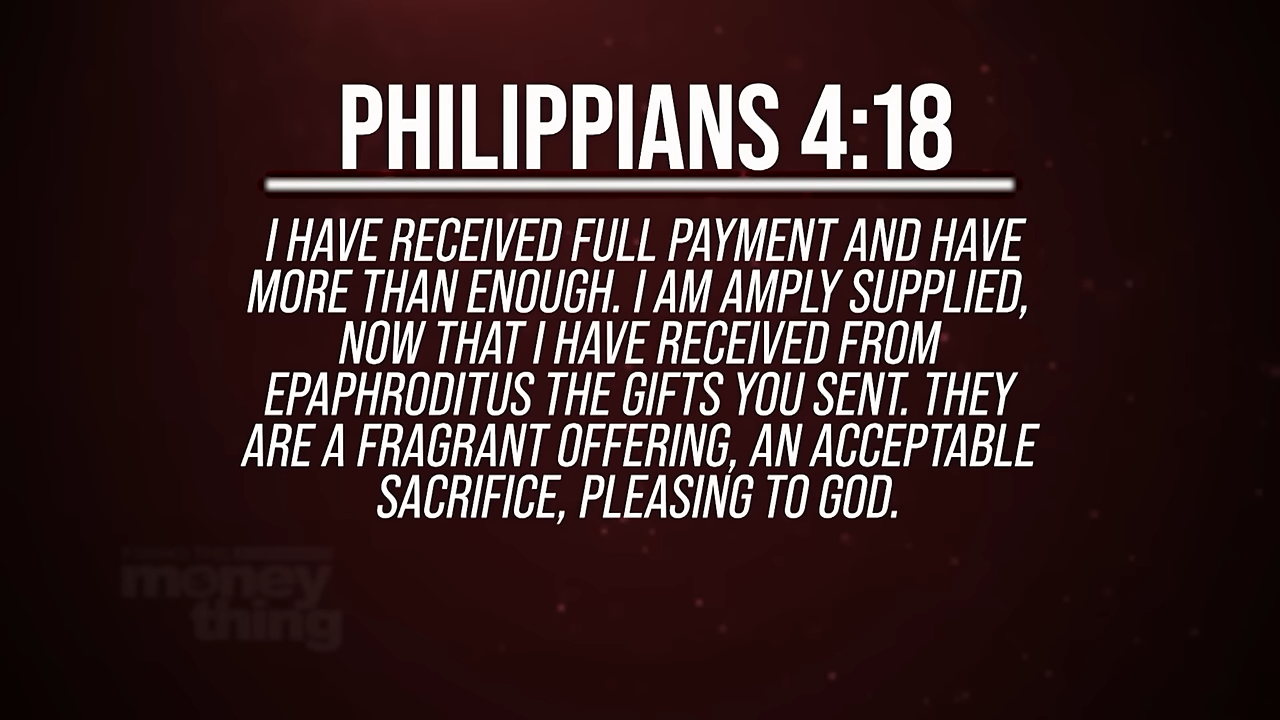 PHILIPPIANS 4:18
I HAVE RECEIVED FULL PAYMENT AND HAVE
MORE THAN ENOUGH. I AM AMPLY SUPPLIED,
NOW THAT I HAVE RECEIVED FROM
EPAPHRODITUS THE GIFTS YOU SENT. THEY
ARE A FRAGRANT OFFERING, AN ACCEPTABLE
SACRIFICE, PLEASING TO GOD.
money
thing